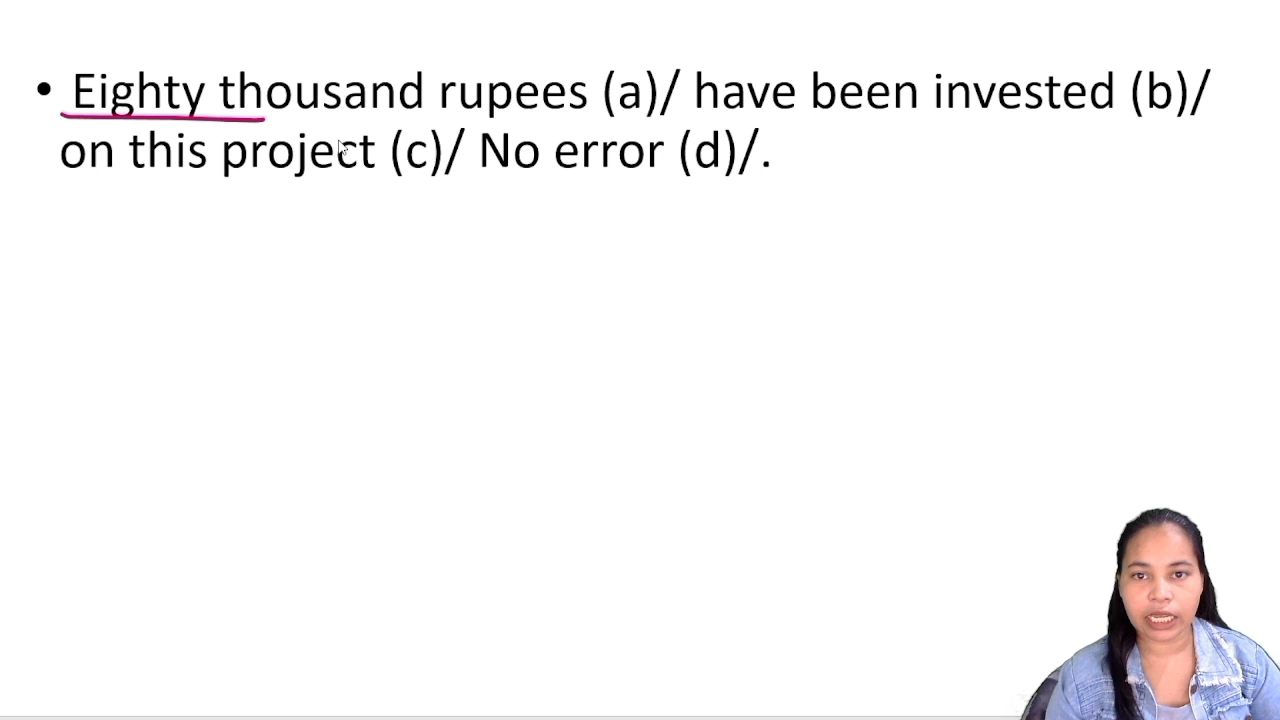 • Eighty thousand rupees (a)/ have been invested (b)/
on this project (c)/ No error (d)/.